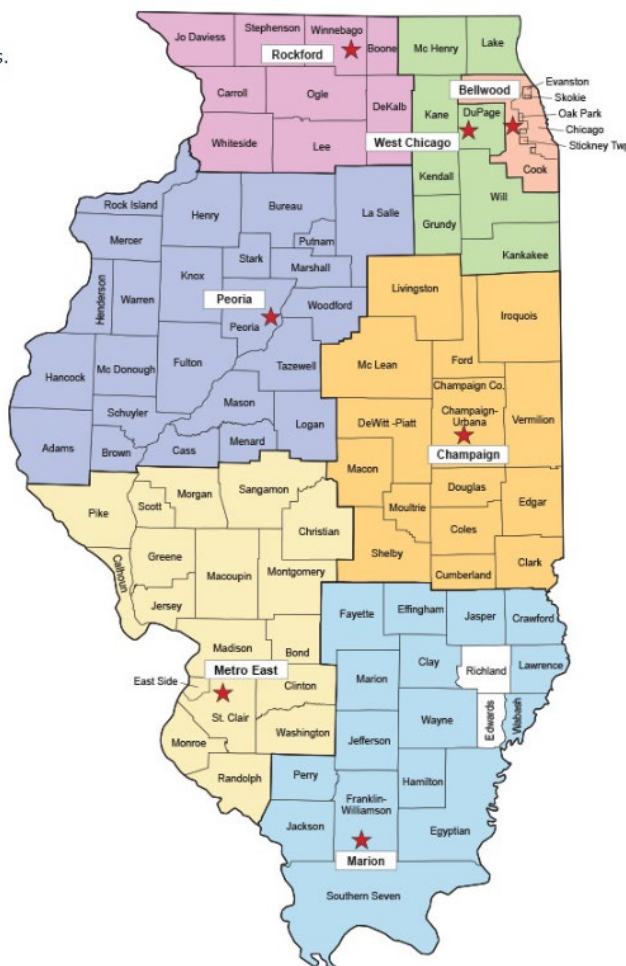 s.
Jo Daviess
Stephenson
Winnebago
Rockford
Boone
Mc Henry
Lake
Carroll
Ogle
DeKalb
Whiteside
Lee
Bellwood
Evanston
Skokie
Oak Park
Chicago
Stickney Twp
Kane
DuPage
West Chicago
Cook
Kendall
Will
Grundy
Kankakee
Rock Island
Henry
Bureau
La Salle
Mercer
Putnam
Stark
Marshall
Knox
Henderson
Warren
Peoria
Peoria
Woodford
Livingston
Iroquois
Hancock
Mc Donough
Fulton
Tazewell
Mc Lean
Ford
Champaign Co.
Schuyler
Mason
Adams
Brown
Cass
Menard
Logan
DeWitt -Piatt
Champaign-
Urbana
Vermilion
Champaign
Macon
Pike
Scott
Morgan
Sangamon
Christian
Moultrie
Douglas
Edgar
Coles
Shelby
Cumberland
Clark
Calhoun
Greene
Macoupin
Montgomery
Jersey
Fayette
Effingham
Jasper
Crawford
Madison
Bond
Metro East
East Side
Clinton
Marion
Clay
Richland
Lawrence
St. Clair
Washington
Wayne
Edwards
Wabash
Monroe
Jefferson
Randolph
Perry
Hamilton
Franklin-
Williamson
Jackson
Egyptian
Marion
Southern Seven